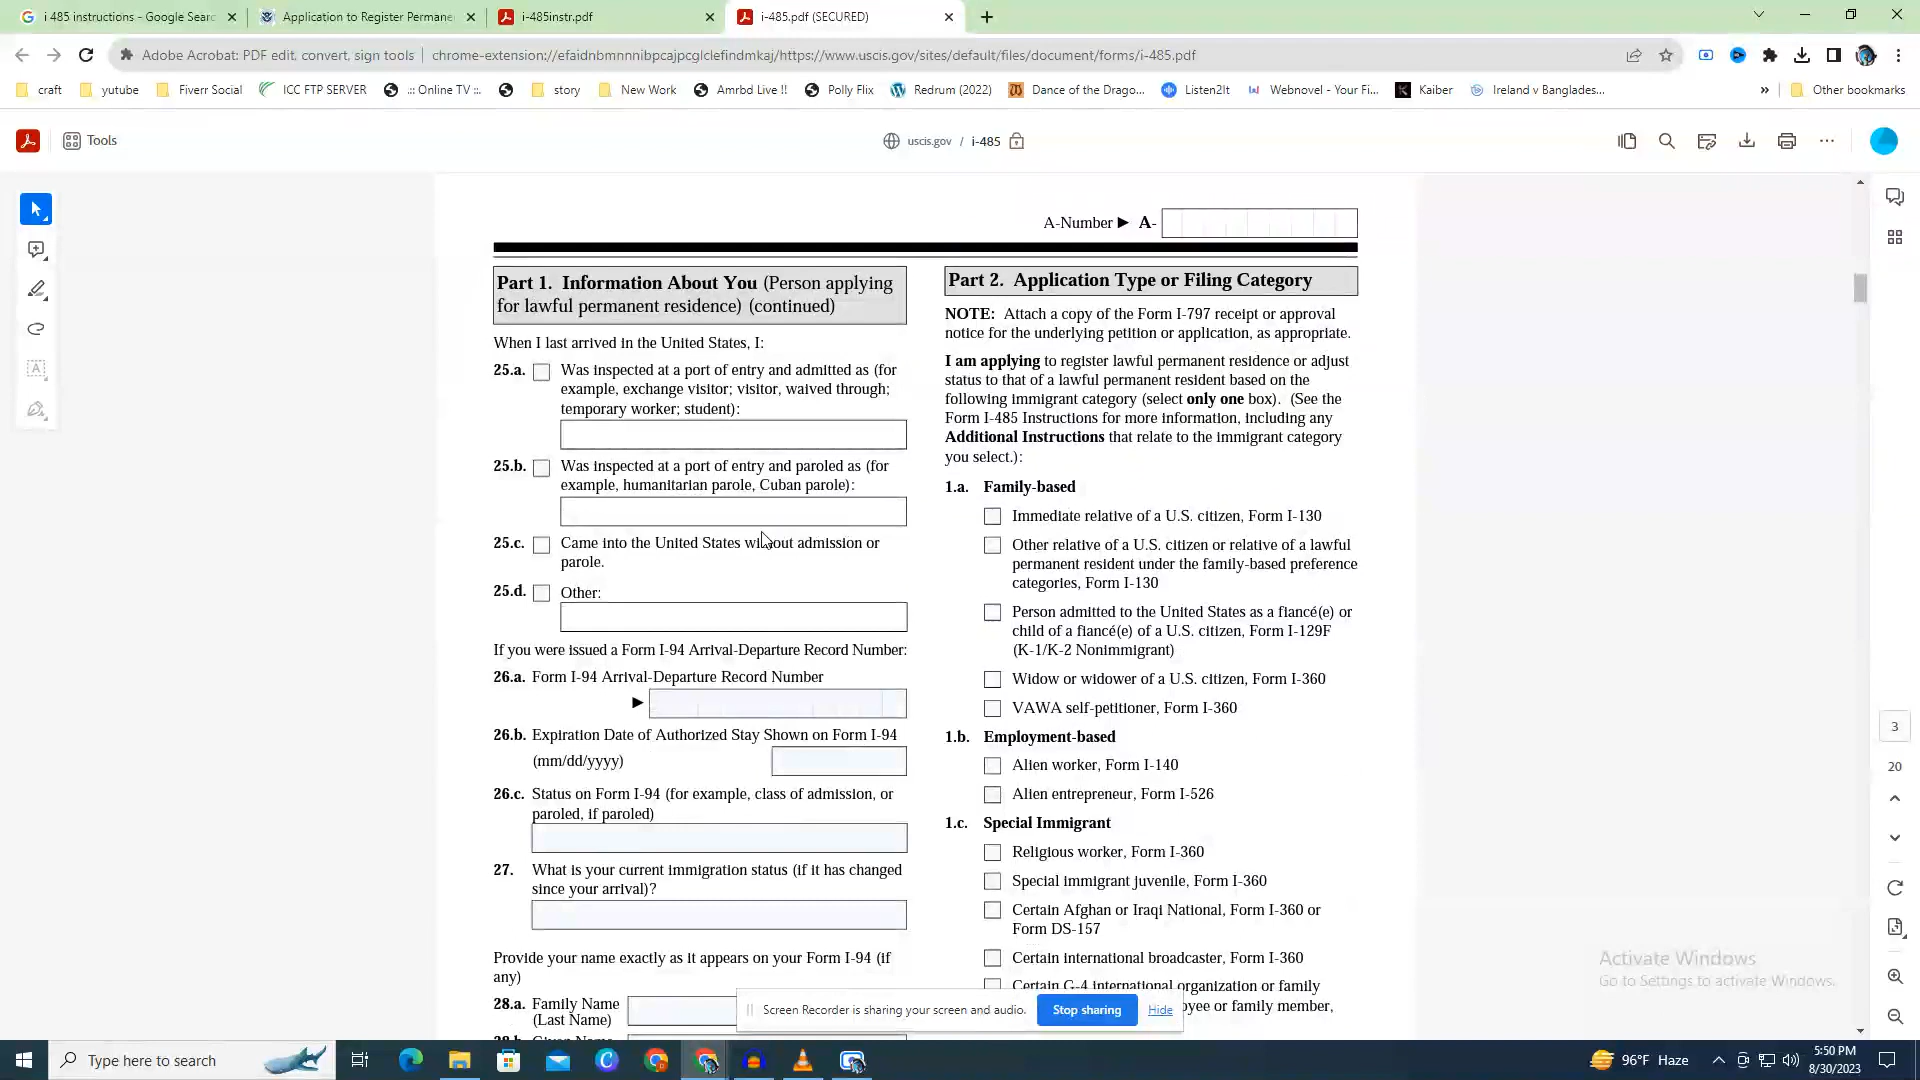 i 485 instructions - Google Sear
Application to Register Permane
i-485instr.pdf
i-485.pdf (SECURED)
Adobe Acrobat: PDF edit, convert, sign tools
chrome-extension://efaidnbmnnnibpcajpcglclefindmkaj/https://www.uscis.gov/sites/default/files/document/forms/i-485.pdf
craft
yutube
Fiverr Social
ICC FTP SERVER
.:: Online TV ::.
story
New Work
Amrbd Live !!
Polly Flix
Redrum (2022)
Dance of the Drago...
Listen2It
Webnovel - Your Fi...
Kaiber
Ireland v Banglades...
»
Other bookmarks
Tools
uscis.gov / i-485
A-Number ► A-
Part 1. Information About You (Person applying
for lawful permanent residence) (continued)
When I last arrived in the United States, I:
25.a. Was inspected at a port of entry and admitted as (for
example, exchange visitor; visitor, waived through;
temporary worker; student):
25.b. Was inspected at a port of entry and paroled as (for
example, humanitarian parole, Cuban parole):
25.c. Came into the United States without admission or
parole.
25.d. Other:
If you were issued a Form I-94 Arrival-Departure Record Number:
26.a. Form I-94 Arrival-Departure Record Number
►
26.b. Expiration Date of Authorized Stay Shown on Form I-94
(mm/dd/yyyy)
26.c. Status on Form I-94 (for example, class of admission, or
paroled, if paroled)
27. What is your current immigration status (if it has changed
since your arrival)?
Provide your name exactly as it appears on your Form I-94 (if
any)
28.a. Family Name
(Last Name)
Part 2. Application Type or Filing Category
NOTE: Attach a copy of the Form I-797 receipt or approval
notice for the underlying petition or application, as appropriate.
I am applying to register lawful permanent residence or adjust
status to that of a lawful permanent resident based on the
following immigrant category (select only one box). (See the
Form I-485 Instructions for more information, including any
Additional Instructions that relate to the immigrant category
you select.):
1.a. Family-based
Immediate relative of a U.S. citizen, Form I-130
Other relative of a U.S. citizen or relative of a lawful
permanent resident under the family-based preference
categories, Form I-130
Person admitted to the United States as a fiancé(e) or
child of a fiancé(e) of a U.S. citizen, Form I-129F
(K-1/K-2 Nonimmigrant)
Widow or widower of a U.S. citizen, Form I-360
VAWA self-petitioner, Form I-360
1.b. Employment-based
Alien worker, Form I-140
Alien entrepreneur, Form I-526
1.c. Special Immigrant
Religious worker, Form I-360
Special immigrant juvenile, Form I-360
Certain Afghan or Iraqi National, Form I-360 or
Form DS-157
Certain international broadcaster, Form I-360
Certain G-4 international organization or family
yee or family member,
3
20
Activate Windows
Go to Settings to activate Windows.
Screen Recorder is sharing your screen and audio.
Stop sharing
Hide
Type here to search
96°F Haze
5:50 PM
8/30/2023